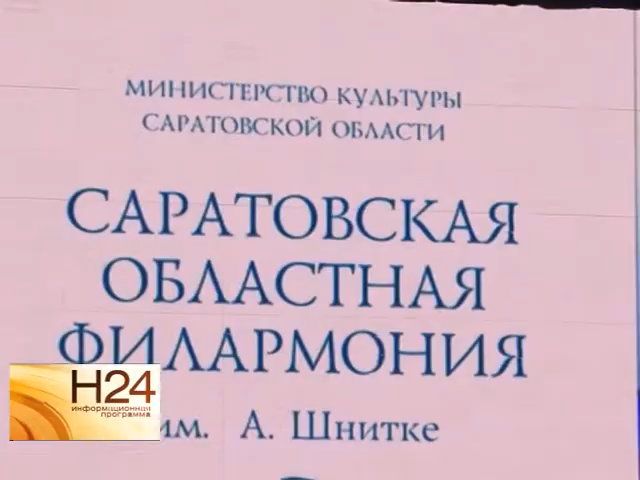 МИНИСТЕРСТВО КУЛЬТУРЫ
САРАТОВСКОЙ ОБЛАСТИ
САРАТОВСКАЯ
ОБЛАСТНАЯ
ФИЛАРМОНИЯ
им. А. Шнитке
Н24
информационная
программа